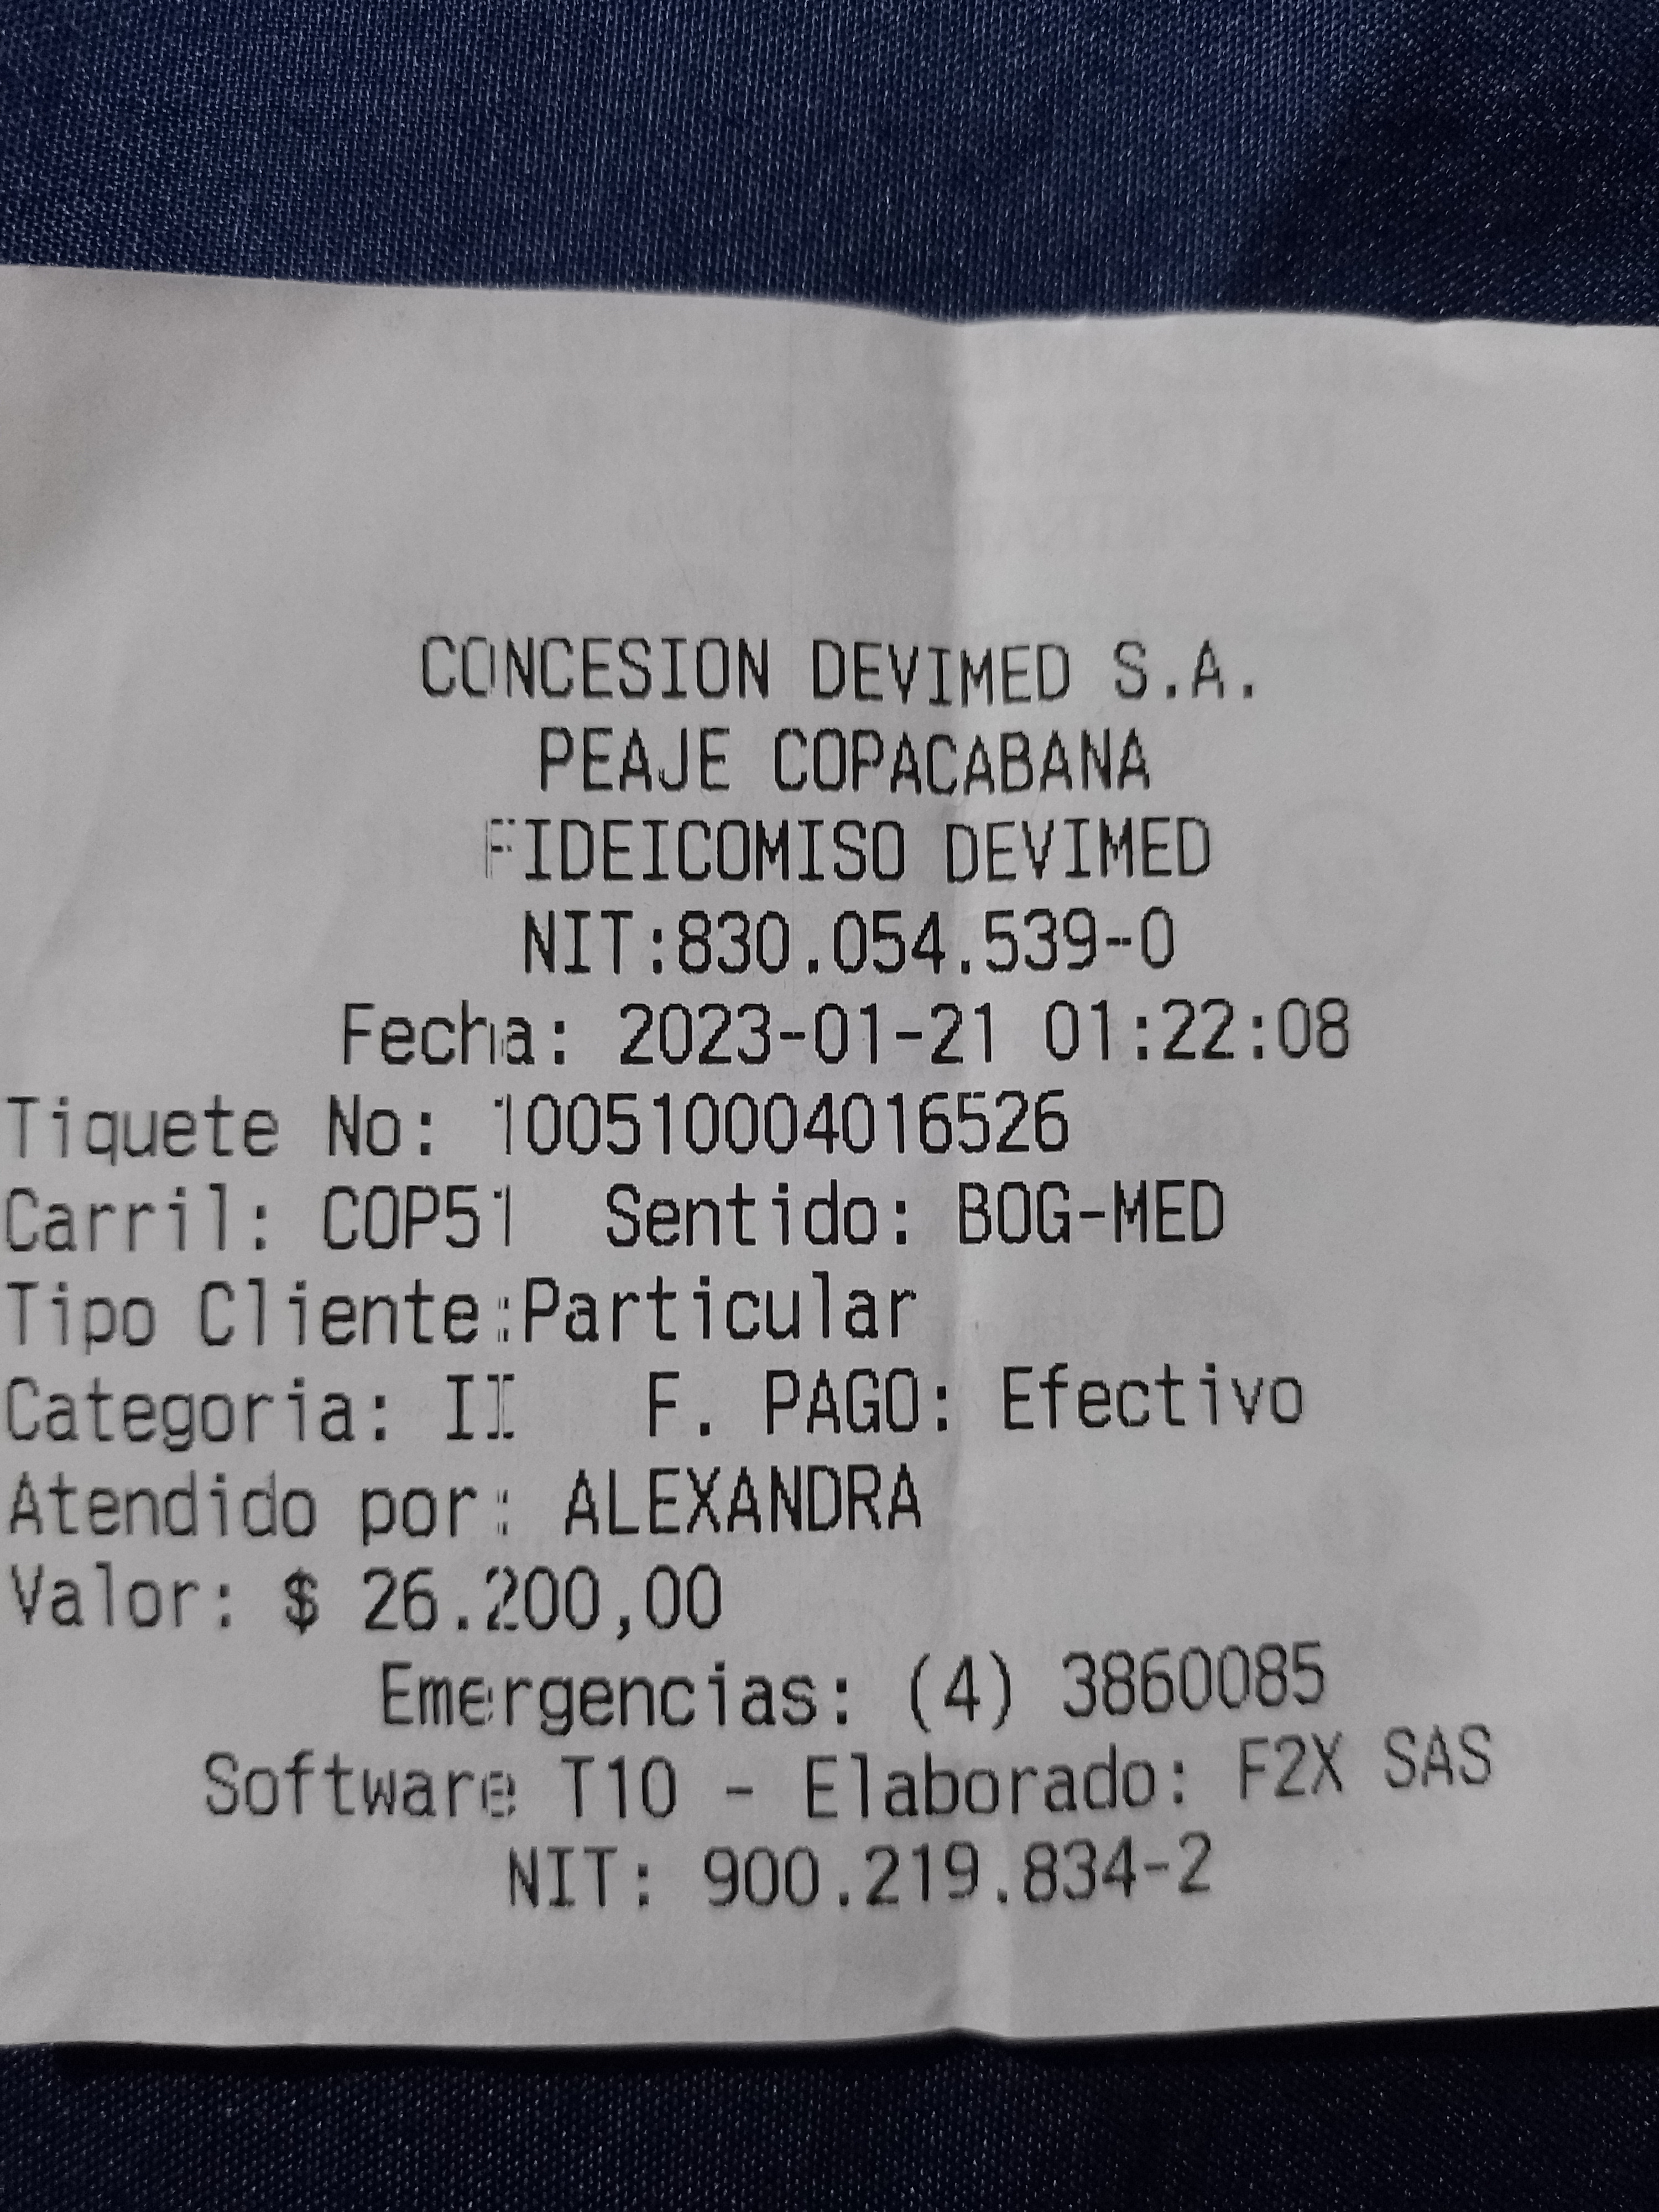 CONCESION DEVIMED S.A.
PEAJE COPACABANA
FIDEICOMISO DEVIMED
NIT:830.054.539-0
Fecha: 2023-01-21 01:22:08
Tiquete No: 100510004016526
Carril: COP51 Sentido: BOG-MED
Tipo Cliente:Particular
Categoria: II F. PAGO: Efectivo
Atendido por: ALEXANDRA
Valor: $ 26.200,00
Emergencias: (4) 3860085
Software T10 - Elaborado: F2X SAS
NIT: 900.219.834-2